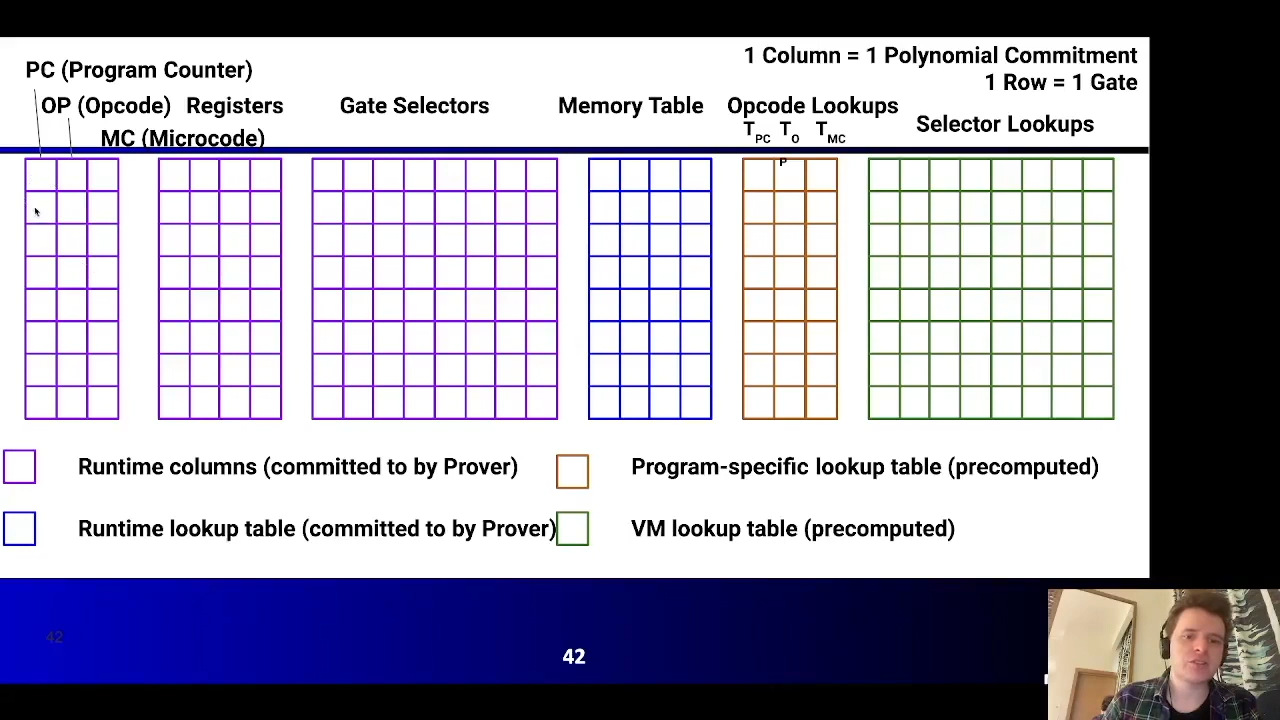 1 Column = 1 Polynomial Commitment
1 Row = 1 Gate
PC (Program Counter)
OP (Opcode)
MC (Microcode)
Registers
Gate Selectors
Memory Table
Opcode Lookups
TPC TOP TMC
Selector Lookups
Runtime columns (committed to by Prover)
Program-specific lookup table (precomputed)
Runtime lookup table (committed to by Prover)
VM lookup table (precomputed)
42
42